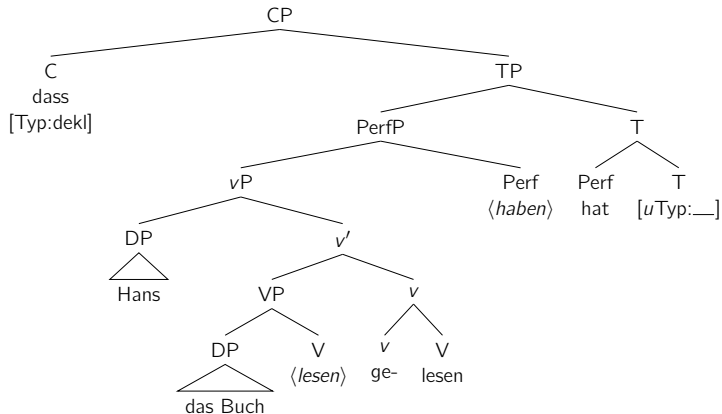 CP
C TP
dass
[Typ:dekl]
PerfP T
vP Perf Perf T
⟨haben⟩ hat [uTyp:__]
DP v′
Hans VP v
DP V v V
⟨lesen⟩ ge- lesen
das Buch